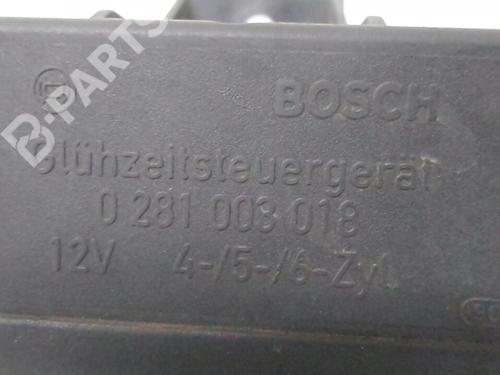 B-PARTS
BOSCH
Glühzeitsteuergerät
0 281 003 018
12V 4-/5-/6-Zyl.